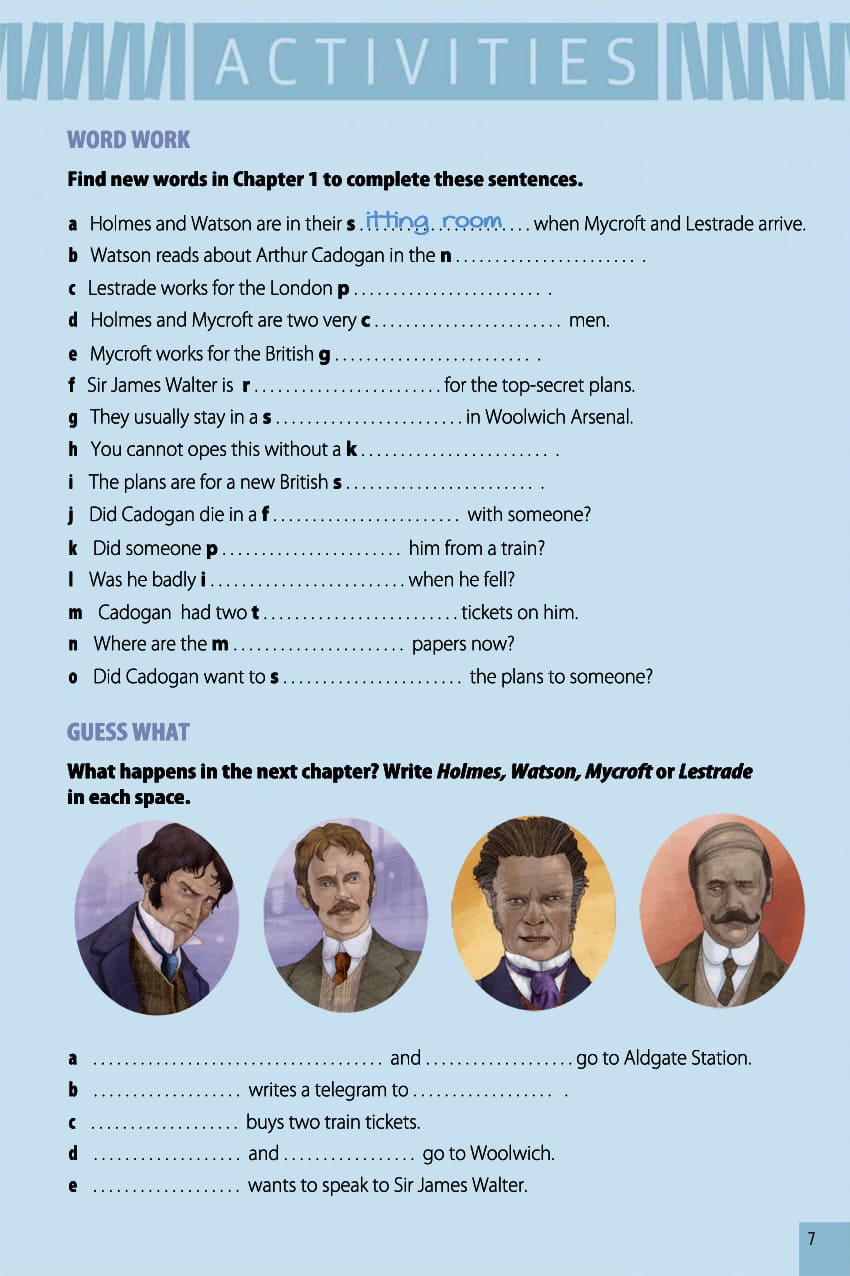 ACTIVITIES
WORD WORK
Find new words in Chapter 1 to complete these sentences.
a Holmes and Watson are in their s itting room . . . . when Mycroft and Lestrade arrive.
b Watson reads about Arthur Cadogan in the n . . . . . . . . . . . . . . . . . . . . . . . .
c Lestrade works for the London p . . . . . . . . . . . . . . . . . . . . . . . . .
d Holmes and Mycroft are two very c . . . . . . . . . . . . . . . . . . . . . . . . men.
e Mycroft works for the British g . . . . . . . . . . . . . . . . . . . . . . . . . .
f Sir James Walter is r . . . . . . . . . . . . . . . . . . . . . . . . for the top-secret plans.
g They usually stay in a s . . . . . . . . . . . . . . . . . . . . . . . . in Woolwich Arsenal.
h You cannot opes this without a k . . . . . . . . . . . . . . . . . . . . . . . . .
i The plans are for a new British s . . . . . . . . . . . . . . . . . . . . . . . . .
j Did Cadogan die in a f . . . . . . . . . . . . . . . . . . . . . . . . with someone?
k Did someone p . . . . . . . . . . . . . . . . . . . . . . . him from a train?
l Was he badly i . . . . . . . . . . . . . . . . . . . . . . . . . when he fell?
m Cadogan had two t . . . . . . . . . . . . . . . . . . . . . . . . . tickets on him.
n Where are the m . . . . . . . . . . . . . . . . . . . . . . papers now?
o Did Cadogan want to s . . . . . . . . . . . . . . . . . . . . . . . the plans to someone?
GUESS WHAT
What happens in the next chapter? Write Holmes, Watson, Mycroft or Lestrade
in each space.
a . . . . . . . . . . . . . . . . . . . . . . . . . . . . . . . . . . . . . and . . . . . . . . . . . . . . . . . . . go to Aldgate Station.
b . . . . . . . . . . . . . . . . . . . writes a telegram to . . . . . . . . . . . . . . . . . . .
c . . . . . . . . . . . . . . . . . . . buys two train tickets.
d . . . . . . . . . . . . . . . . . . . and . . . . . . . . . . . . . . . . . go to Woolwich.
e . . . . . . . . . . . . . . . . . . . wants to speak to Sir James Walter.
7